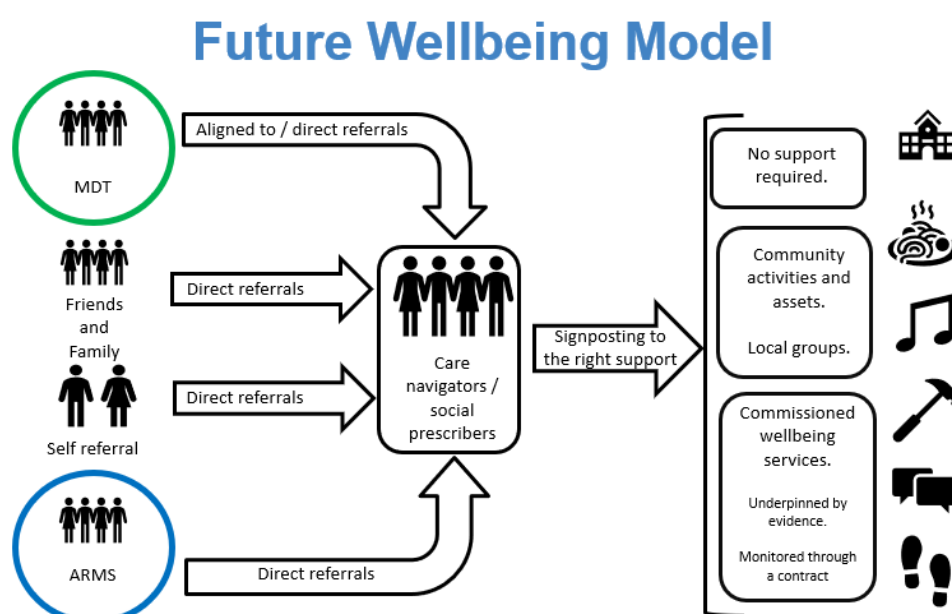 Future Wellbeing Model
MDT
Aligned to / direct referrals
Friends
and
Family
Direct referrals
Self referral
Direct referrals
ARMS
Direct referrals
Care
navigators /
social
prescribers
Signposting to
the right support
No support
required.
Community
activities and
assets.
Local groups.
Commissioned
wellbeing
services.
Underpinned by
evidence.
Monitored through
a contract